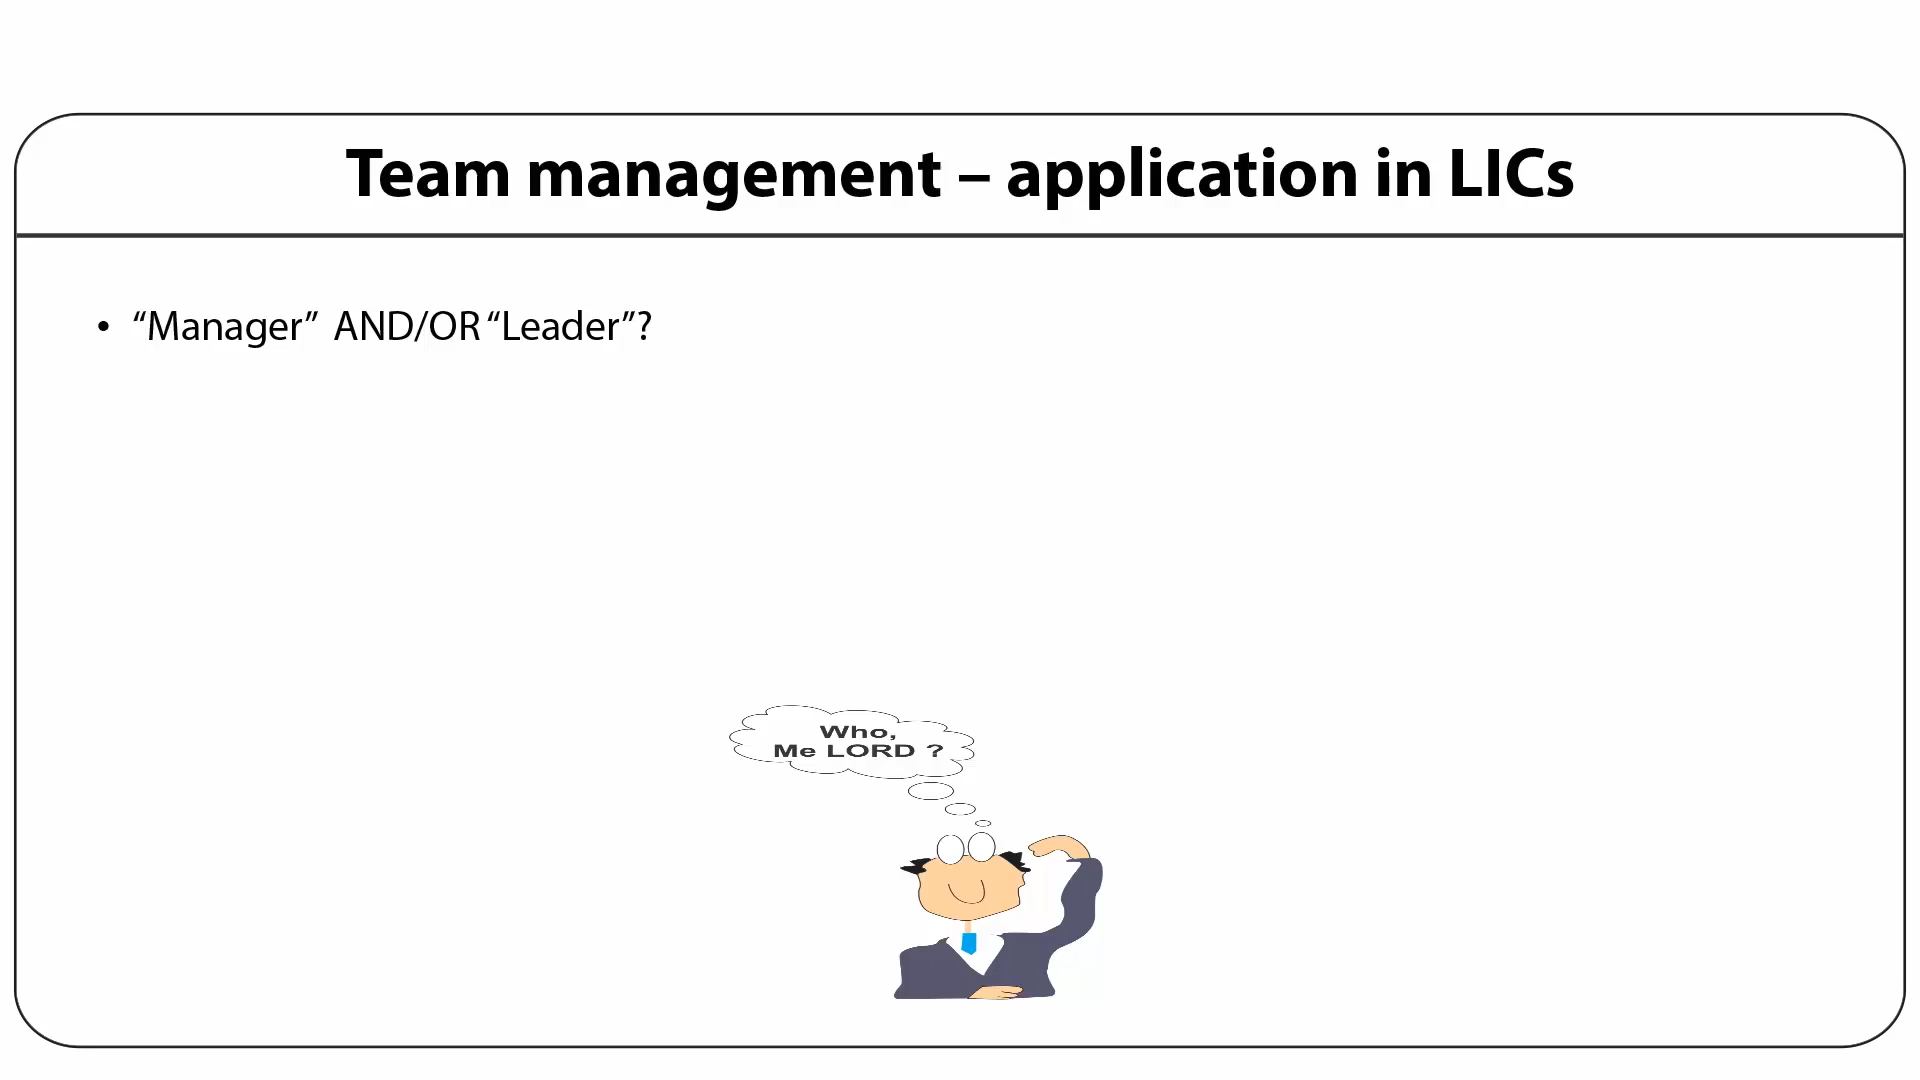 Team management – application in LICs
• “Manager” AND/OR “Leader”?
Who,
Me LORD ?